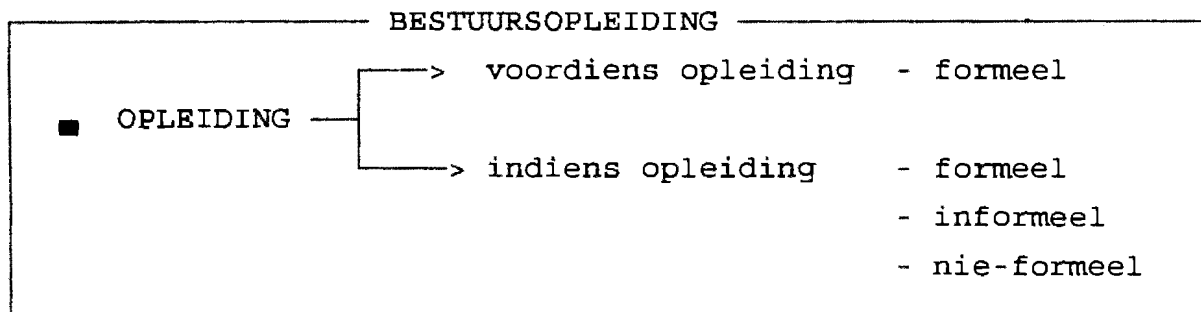 BESTUURSOPLEIDING
voordiens opleiding - formeel
OPLEIDING
indiens opleiding - formeel
- informeel
- nie-formeel